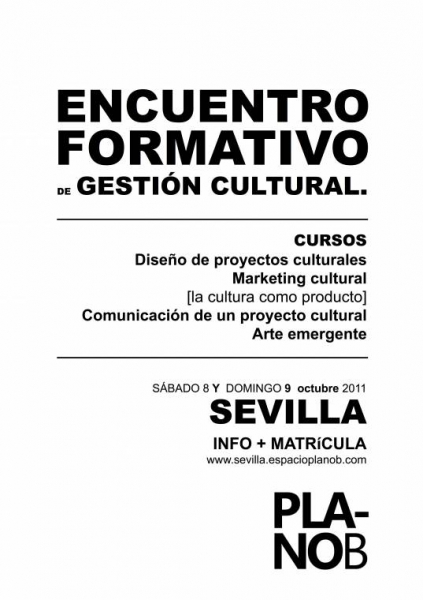 ENCUENTRO
FORMATIVO
DE GESTIÓN CULTURAL.
CURSOS
Diseño de proyectos culturales
Marketing cultural
[la cultura como producto]
Comunicación de un proyecto cultural
Arte emergente
SÁBADO 8 Y DOMINGO 9 octubre 2011
SEVILLA
INFO + MATRíCULA
www.sevilla.espacioplanob.com
PLA-
NOB